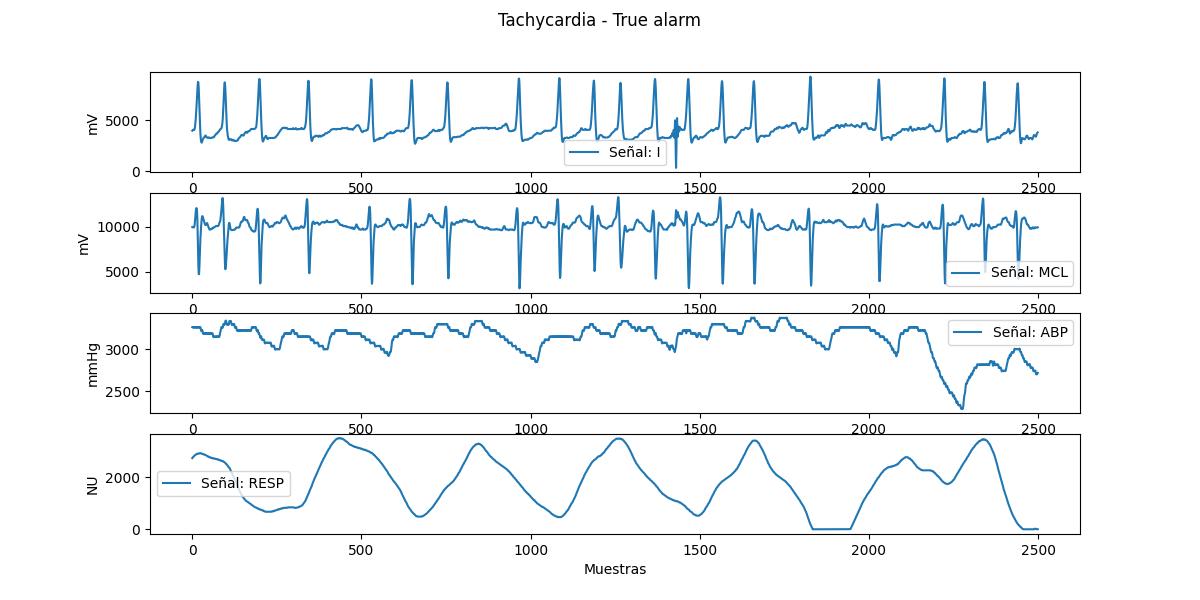 Tachycardia - True alarm
mV
5000
0
Señal: I
0 500 1000 1500 2000 2500
mV
10000
5000
Señal: MCL
0 500 1000 1500 2000 2500
mmHg
3000
2500
Señal: ABP
0 500 1000 1500 2000 2500
NU
2000
0
Señal: RESP
0 500 1000 1500 2000 2500
Muestras